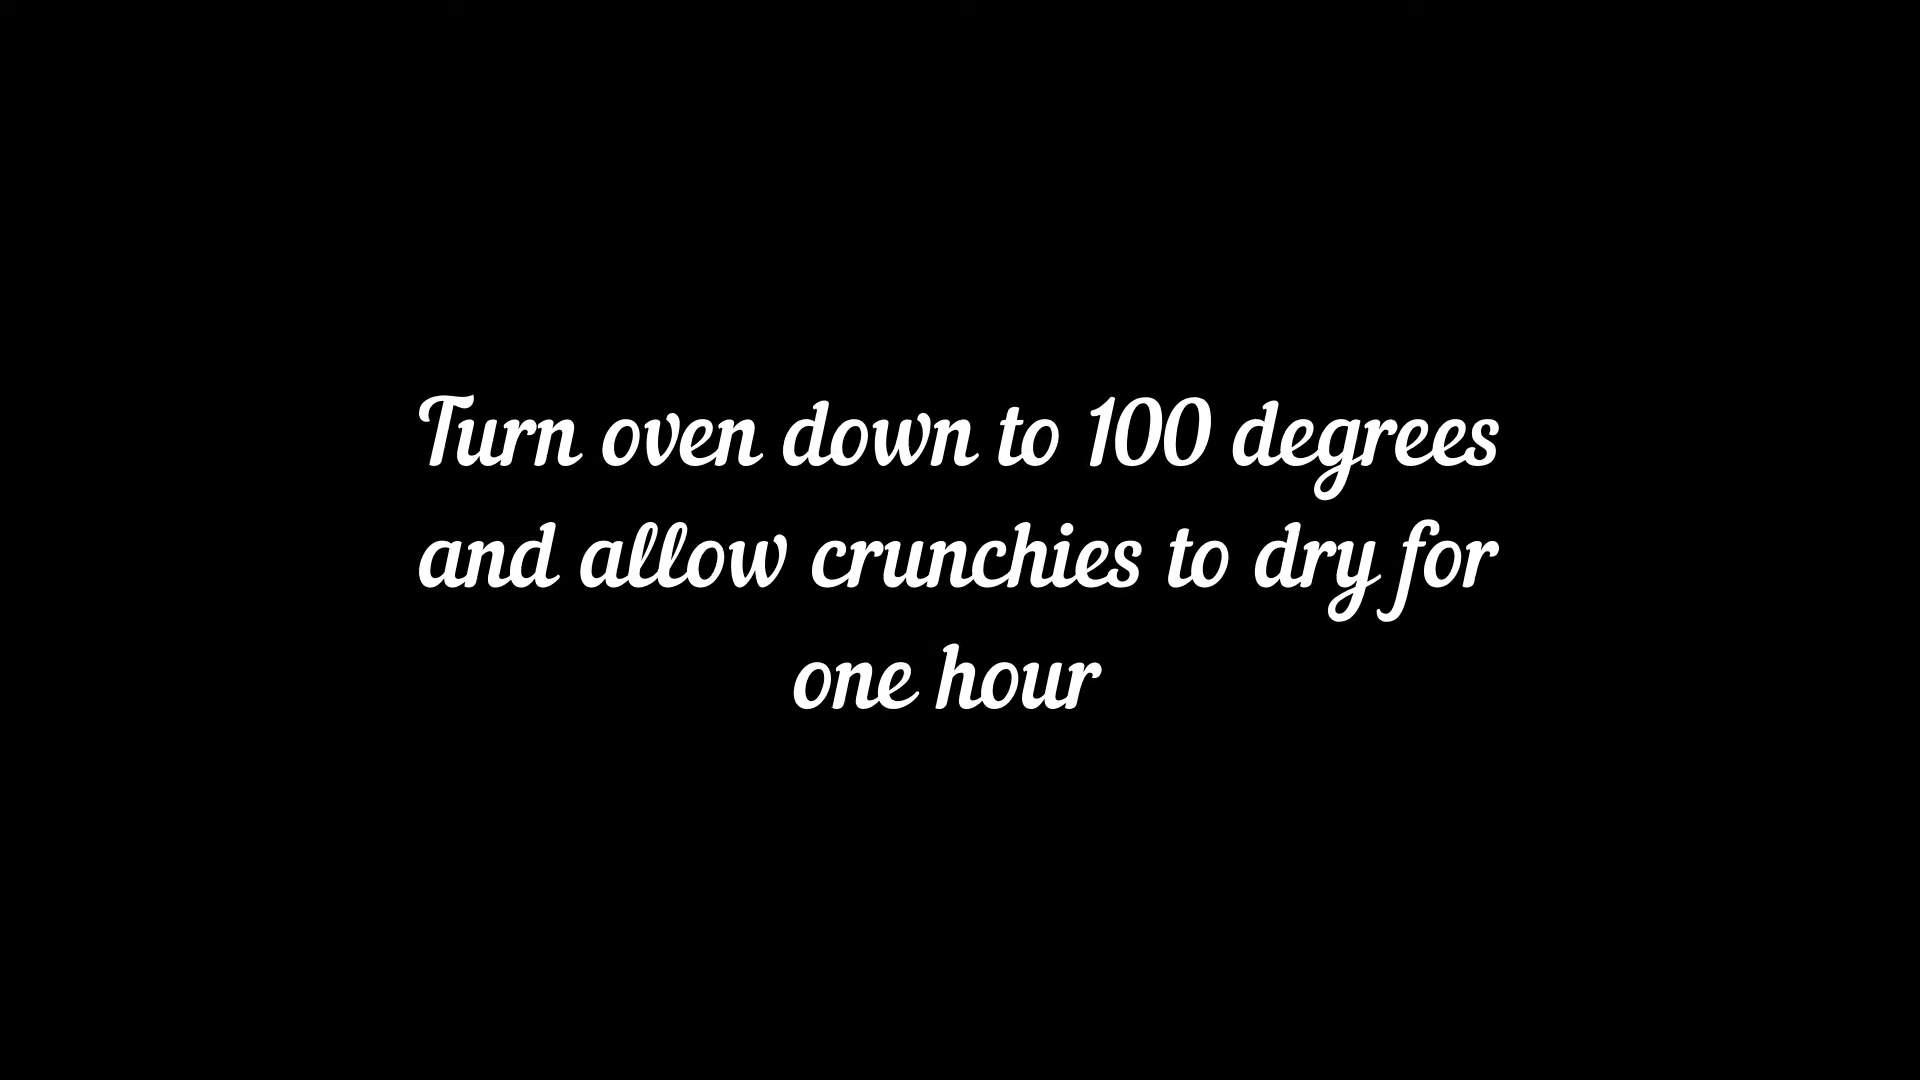 Turn oven down to 100 degrees
and allow crunchies to dry for
one hour